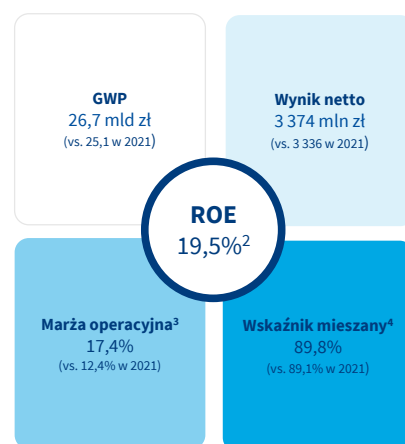 GWP
26,7 mld zł
(vs. 25,1 w 2021)
Wynik netto
3 374 mln zł
(vs. 3 336 w 2021)
ROE
19,5%²
Marża operacyjna³
17,4%
(vs. 12,4% w 2021)
Wskaźnik mieszany⁴
89,8%
(vs. 89,1% w 2021)